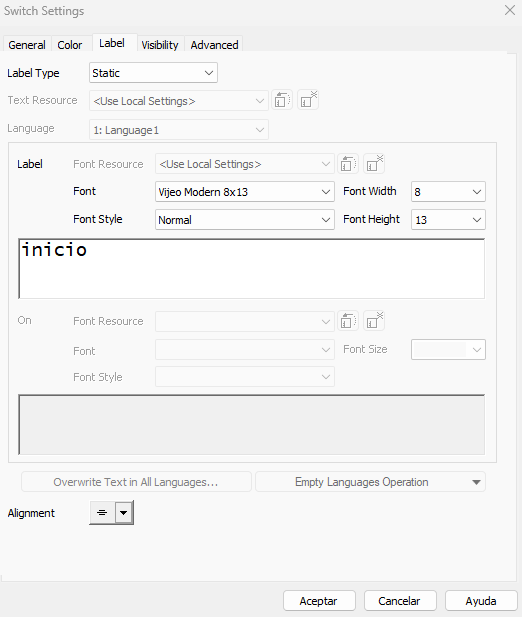 Switch Settings
General Color Label Visibility Advanced
Label Type Static
Text Resource <Use Local Settings>
Language 1: Language1
Label Font Resource <Use Local Settings>
Font Vijeo Modern 8x13 Font Width 8
Font Style Normal Font Height 13
inicio
On Font Resource
Font Font Size
Font Style
Overwrite Text in All Languages... Empty Languages Operation
Alignment
Aceptar Cancelar Ayuda